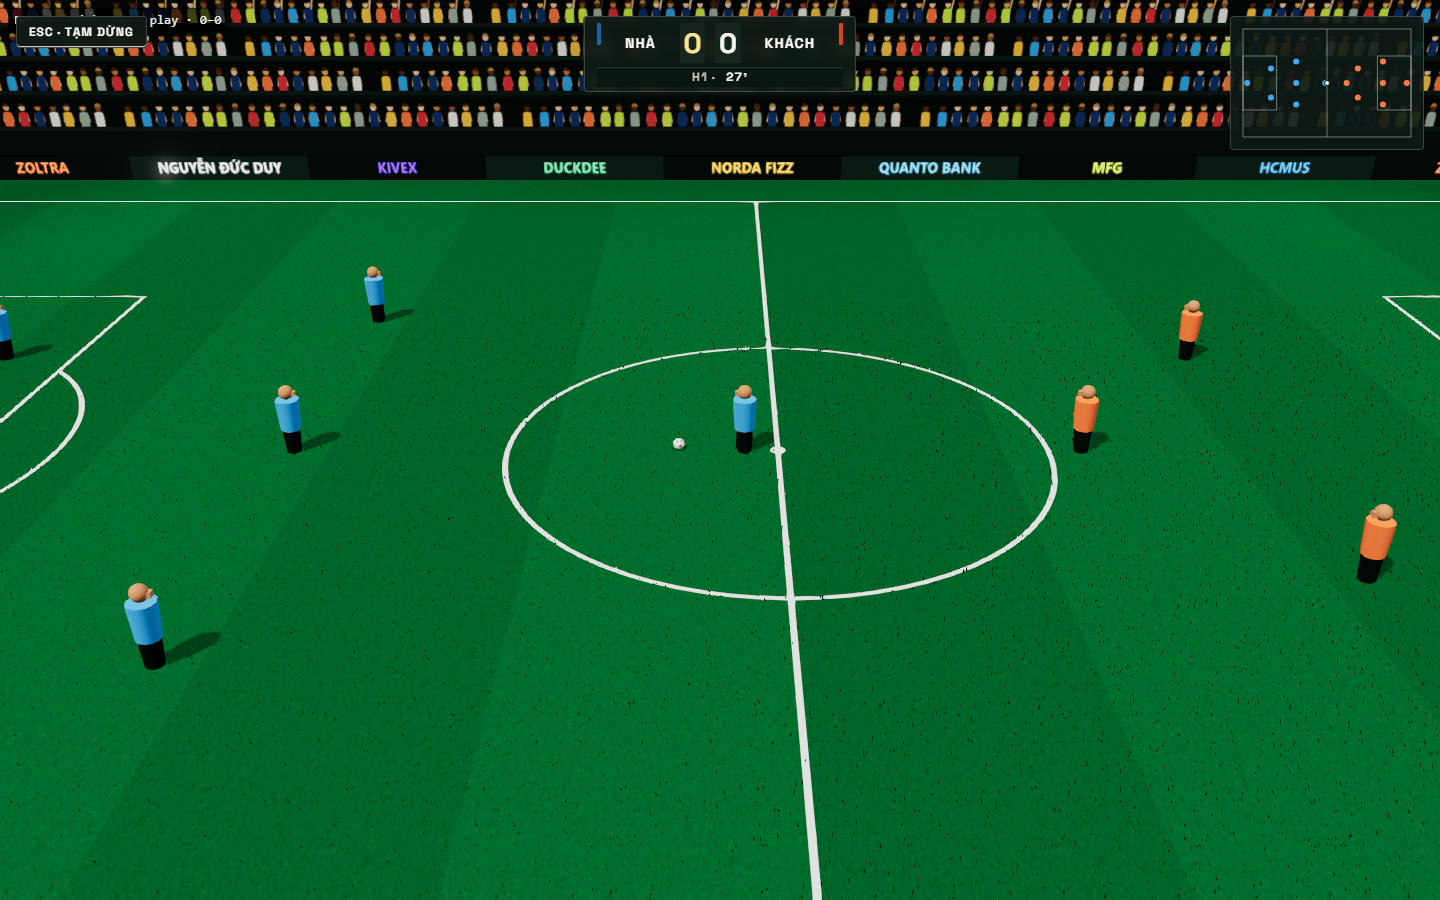 play · 0-0
ESC · TẠM DỪNG
NHÀ 0 0 KHÁCH
H1 · 27'
ZOLTRA NGUYỄN ĐỨC DUY KIVEX DUCKDEE NORDA FIZZ QUANTO BANK MFG HCMUS